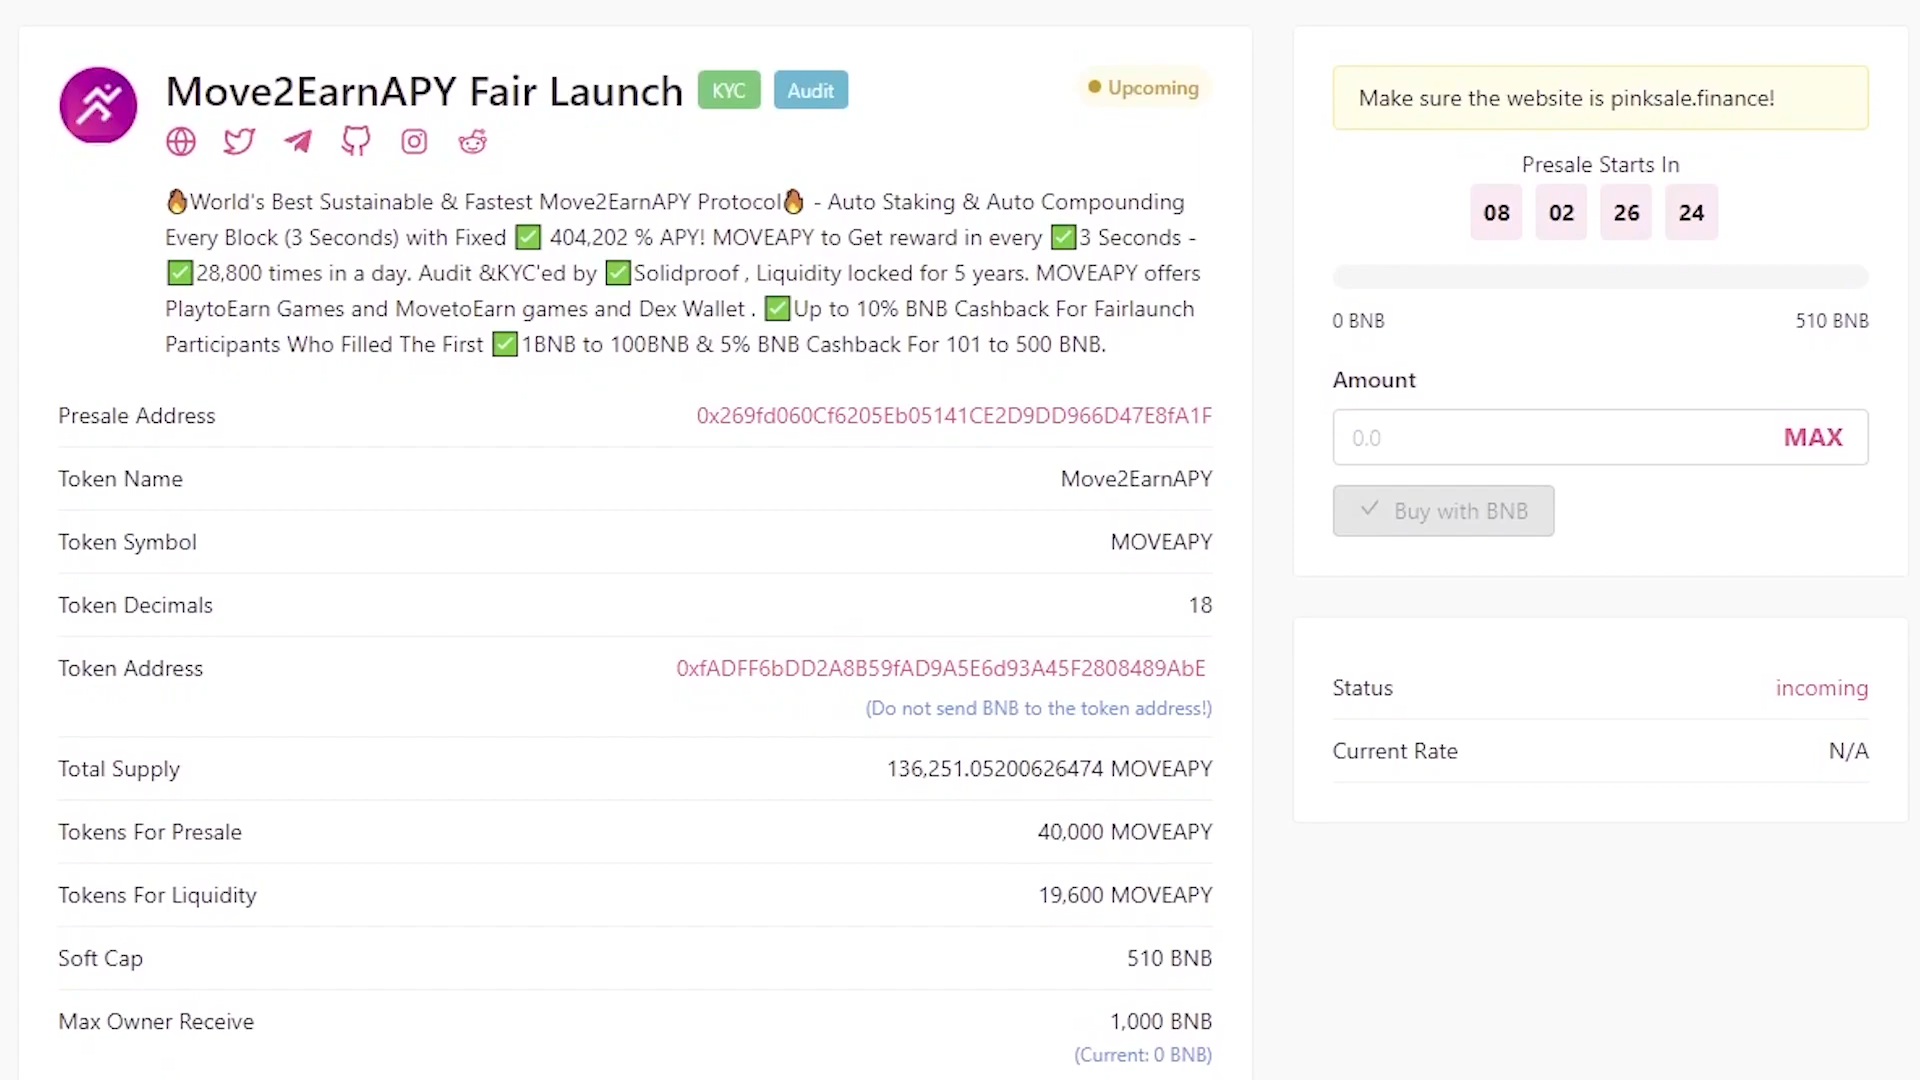 Move2EarnAPY Fair Launch KYC Audit
Upcoming
🔥World's Best Sustainable & Fastest Move2EarnAPY Protocol🔥 - Auto Staking & Auto Compounding
Every Block (3 Seconds) with Fixed ✅ 404,202 % APY! MOVEAPY to Get reward in every ✅3 Seconds -
✅28,800 times in a day. Audit &KYC'ed by ✅Solidproof , Liquidity locked for 5 years. MOVEAPY offers
PlaytoEarn Games and MovetoEarn games and Dex Wallet . ✅Up to 10% BNB Cashback For Fairlaunch
Participants Who Filled The First ✅1BNB to 100BNB & 5% BNB Cashback For 101 to 500 BNB.
Presale Address 0x269fd060Cf6205Eb05141CE2D9DD966D47E8fA1F
Token Name Move2EarnAPY
Token Symbol MOVEAPY
Token Decimals 18
Token Address 0xfADFF6bDD2A8B59fAD9A5E6d93A45F2808489AbE
(Do not send BNB to the token address!)
Total Supply 136,251.05200626474 MOVEAPY
Tokens For Presale 40,000 MOVEAPY
Tokens For Liquidity 19,600 MOVEAPY
Soft Cap 510 BNB
Max Owner Receive 1,000 BNB
(Current: 0 BNB)
Make sure the website is pinksale.finance!
Presale Starts In
08 02 26 24
0 BNB 510 BNB
Amount
0.0 MAX
Buy with BNB
Status incoming
Current Rate N/A